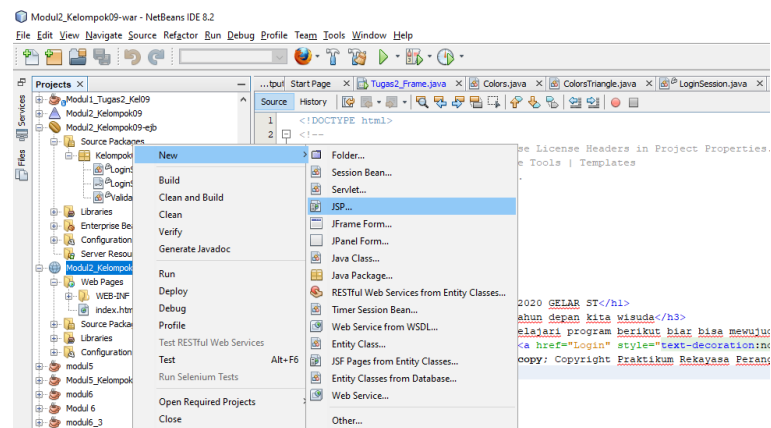 Modul2_Kelompok09-war - NetBeans IDE 8.2
File Edit View Navigate Source Refactor Run Debug Profile Team Tools Window Help
Projects
...tput Start Page Tugas2_Frame.java Colors.java ColorsTriangle.java LoginSession.java
Services
Files
Source History
Modul1_Tugas2_Kel09
Modul2_Kelompok09
Modul2_Kelompok09-ejb
Source Packages
Kelompok
Login
Login
Valida
Libraries
Enterprise Be
Configuration
Server Resou
Modul2_Kelompok
Web Pages
WEB-INF
index.htm
Source Packa
Libraries
Configuration
modul5
Modul5_Kelompok
modul6
Modul 6
modul6_3
New
Build
Clean and Build
Clean
Verify
Generate Javadoc
Run
Deploy
Debug
Profile
Test RESTful Web Services
Test Alt+F6
Run Selenium Tests
Open Required Projects
Close
Folder...
Session Bean...
Servlet...
JSP...
JFrame Form...
JPanel Form...
Java Class...
Java Package...
RESTful Web Services from Entity Classes...
Timer Session Bean...
Web Service from WSDL...
Entity Class...
JSF Pages from Entity Classes...
Entity Classes from Database...
Web Service...
Other...
1 <!DOCTYPE html>
2 <!--
se License Headers in Project Properties.
e Tools | Templates
.
2020 GELAR ST</h1>
ahun depan kita wisuda</h3>
elajari program berikut biar bisa mewujud
<a href="Login" style="text-decoration:no
copy; Copyright Praktikum Rekayasa Perang